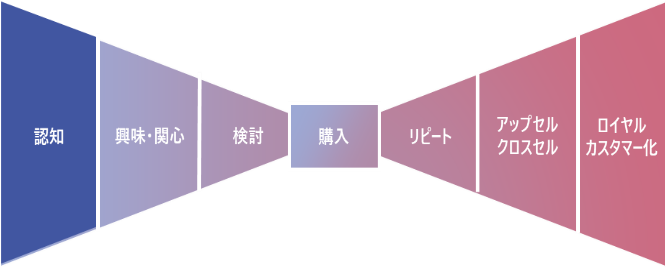 認知
興味・関心
検討
購入
リピート
アップセル
クロスセル
ロイヤル
カスタマー化